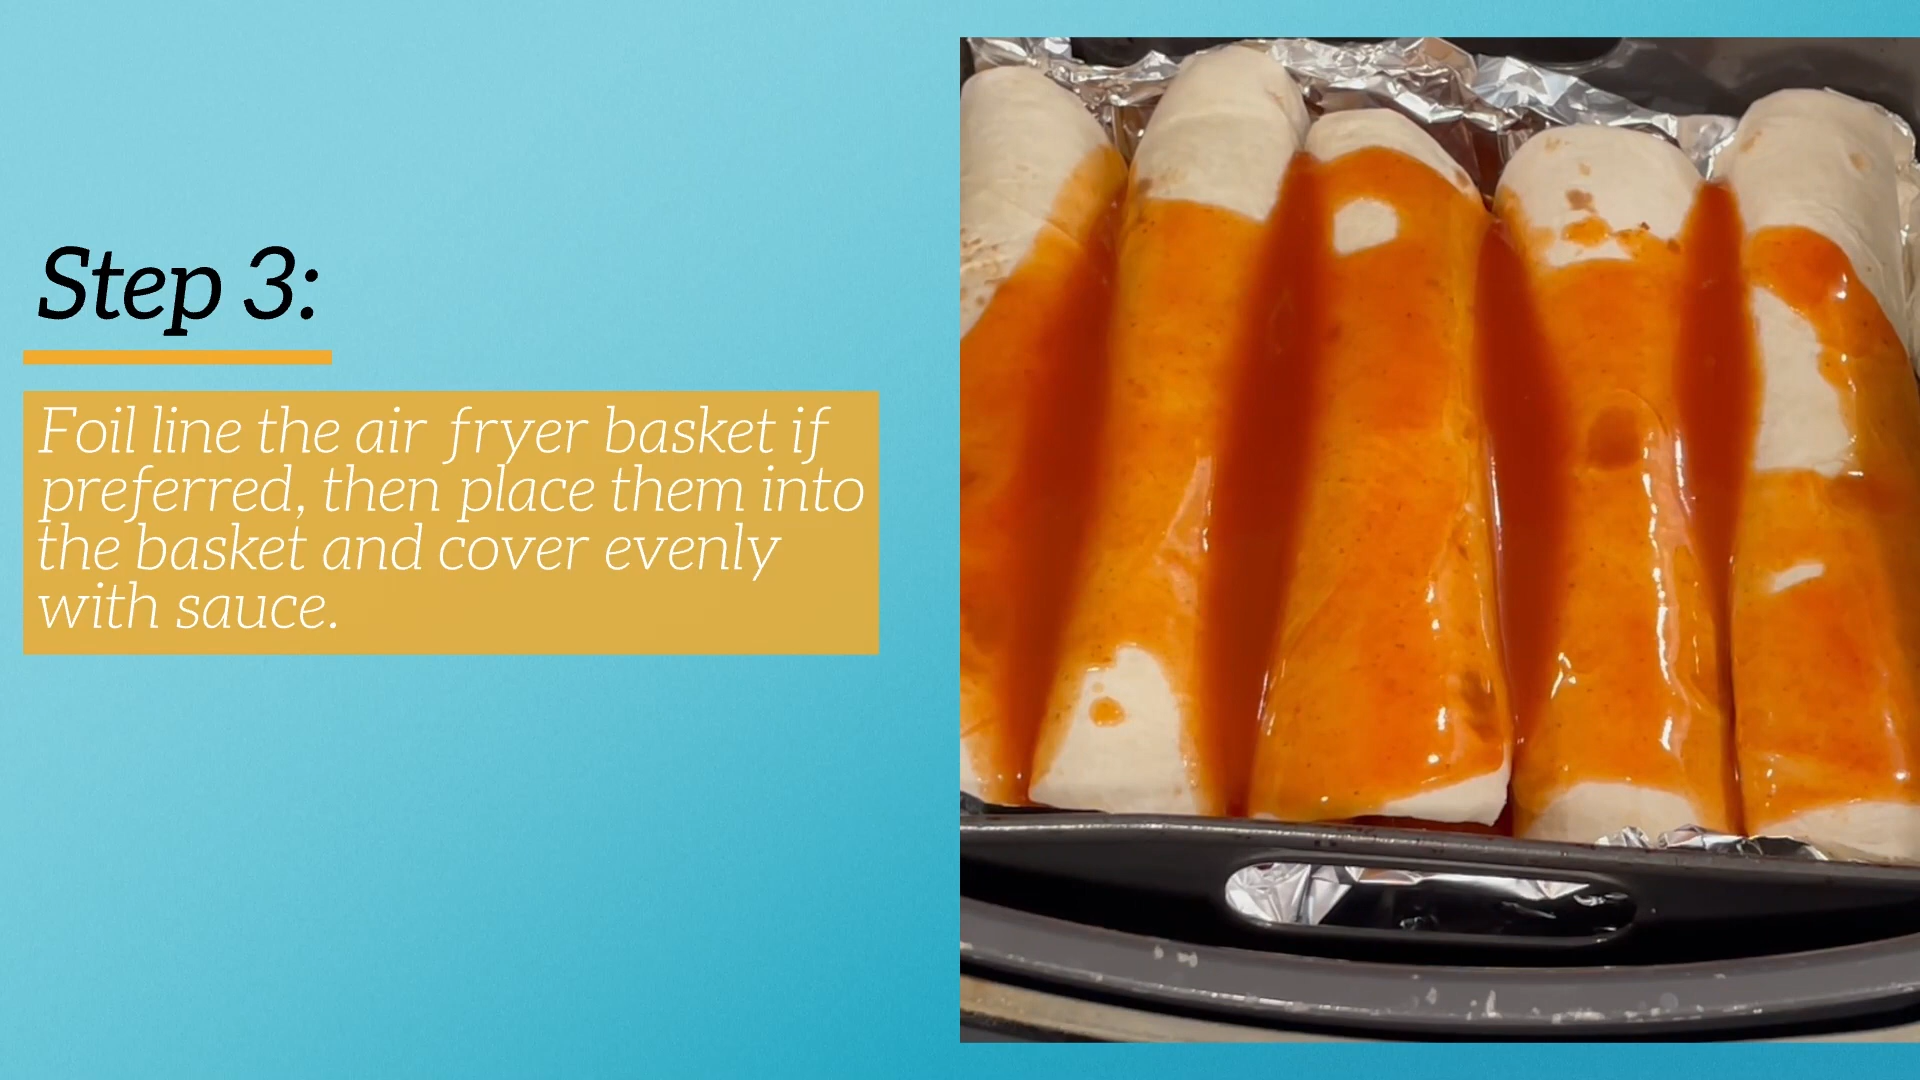 Step 3:
Foil line the air fryer basket if
preferred, then place them into
the basket and cover evenly
with sauce.